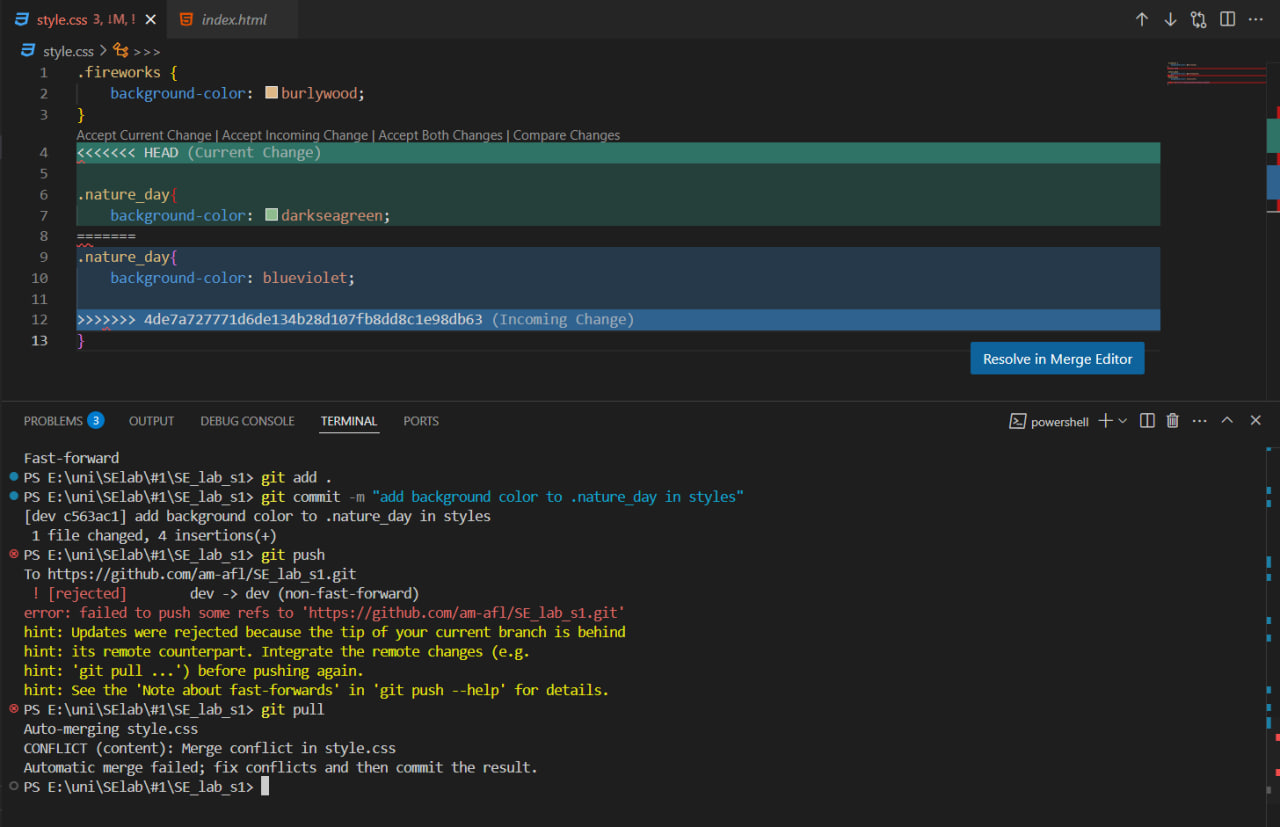 style.css 3, ↓M, ! × index.html
style.css > > > >
1 .fireworks {
2 background-color: burlywood;
3 }
Accept Current Change | Accept Incoming Change | Accept Both Changes | Compare Changes
4 <<<<<<< HEAD (Current Change)
5
6 .nature_day{
7 background-color: darkseagreen;
8 =======
9 .nature_day{
10 background-color: blueviolet;
11
12 >>>>>>> 4de7a727771d6de134b28d107fb8dd8c1e98db63 (Incoming Change)
13 }
Resolve in Merge Editor
PROBLEMS 3 OUTPUT DEBUG CONSOLE TERMINAL PORTS powershell
Fast-forward
PS E:\uni\SElab\#1\SE_lab_s1> git add .
PS E:\uni\SElab\#1\SE_lab_s1> git commit -m "add background color to .nature_day in styles"
[dev c563ac1] add background color to .nature_day in styles
1 file changed, 4 insertions(+)
PS E:\uni\SElab\#1\SE_lab_s1> git push
To https://github.com/am-afl/SE_lab_s1.git
! [rejected] dev -> dev (non-fast-forward)
error: failed to push some refs to 'https://github.com/am-afl/SE_lab_s1.git'
hint: Updates were rejected because the tip of your current branch is behind
hint: its remote counterpart. Integrate the remote changes (e.g.
hint: 'git pull ...') before pushing again.
hint: See the 'Note about fast-forwards' in 'git push --help' for details.
PS E:\uni\SElab\#1\SE_lab_s1> git pull
Auto-merging style.css
CONFLICT (content): Merge conflict in style.css
Automatic merge failed; fix conflicts and then commit the result.
PS E:\uni\SElab\#1\SE_lab_s1>